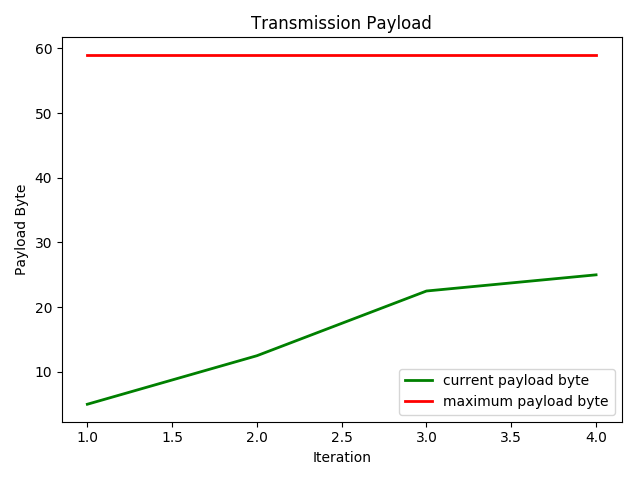 Transmission Payload
Payload Byte
60
50
40
30
20
10
current payload byte
maximum payload byte
1.0 1.5 2.0 2.5 3.0 3.5 4.0
Iteration